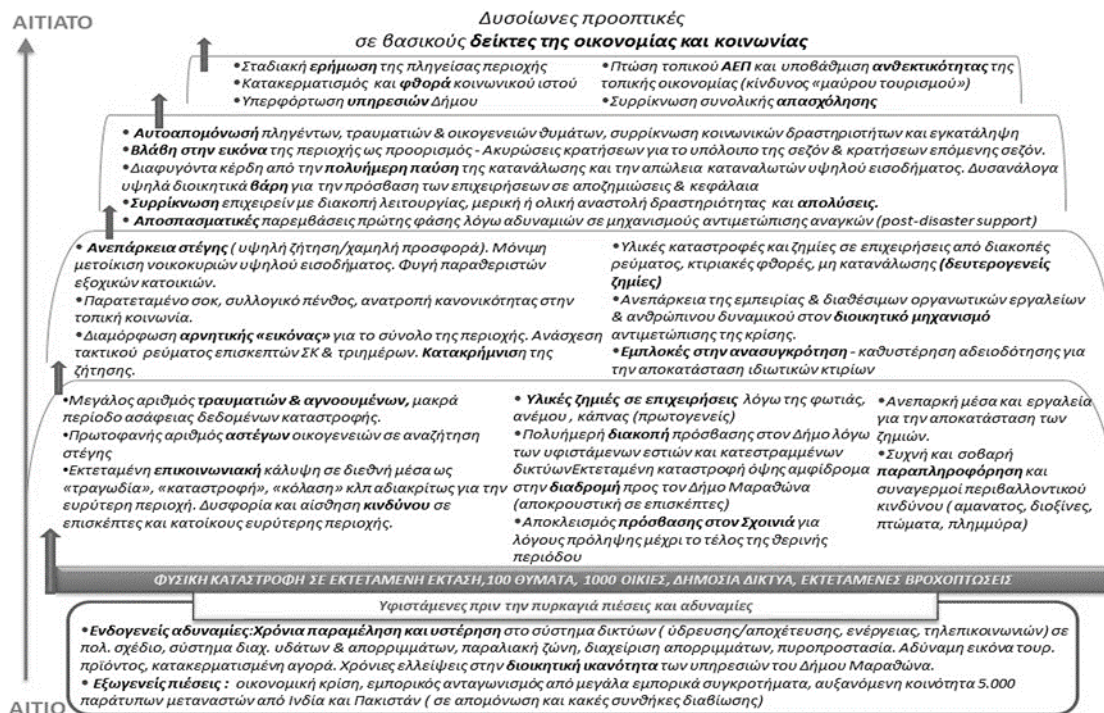 ΑΙΤΙΑΤΟ
Δυσοίωνες προοπτικές
σε βασικούς δείκτες της οικονομίας και κοινωνίας
•Σταδιακή ερήμωση της πληγείσας περιοχής
•Κατακερματισμός και φθορά κοινωνικού ιστού
•Υπερφόρτωση υπηρεσιών Δήμου
•Πτώση τοπικού ΑΕΠ και υποβάθμιση ανθεκτικότητας της
τοπικής οικονομίας (κίνδυνος «μαύρου τουρισμού»)
•Συρρίκνωση συνολικής απασχόλησης
• Αυτοαπομόνωσή πληγέντων, τραυματιών & οικογενειών θυμάτων, συρρίκνωση κοινωνικών δραστηριοτήτων και εγκατάληψη
•Βλάβη στην εικόνα της περιοχής ως προορισμός - Ακυρώσεις κρατήσεων για το υπόλοιπο της σεζόν & κρατήσεων επόμενης σεζόν.
•Διαφυγόντα κέρδη από την πολυήμερη παύση της κατανάλωσης και την απώλεια καταναλωτών υψηλού εισοδήματος. Δυσανάλογα
υψηλά διοικητικά βάρη για την πρόσβαση των επιχειρήσεων σε αποζημιώσεις & κεφάλαια
•Συρρίκνωση επιχειρείν με διακοπή λειτουργίας, μερική ή ολική αναστολή δραστηριότητας και απολύσεις.
• Αποσπασματικές παρεμβάσεις πρώτης φάσης λόγω αδυναμιών σε μηχανισμούς αντιμετώπισης αναγκών (post-disaster support)
• Ανεπάρκεια στέγης ( υψηλή ζήτηση/χαμηλή προσφορά). Μόνιμη
μετοίκιση νοικοκυριών υψηλού εισοδήματος. Φυγή παραθεριστών
εξοχικών κατοικιών.
•Παρατεταμένο σοκ, συλλογικό πένθος, ανατροπή κανονικότητας στην
τοπική κοινωνία.
•Διαμόρφωση αρνητικής «εικόνας» για το σύνολο της περιοχής. Ανάσχεση
τακτικού ρεύματος επισκεπτών ΣΚ & τριημέρων. Κατακρήμνιση της
ζήτησης.
•Υλικές καταστροφές και ζημίες σε επιχειρήσεις από διακοπές
ρεύματος, κτιριακές φθορές, μη κατανάλωσης (δευτερογενείς
ζημίες)
•Ανεπάρκεια της εμπειρίας & διαθέσιμων οργανωτικών εργαλείων
& ανθρώπινου δυναμικού στον διοικητικό μηχανισμό
αντιμετώπισης της κρίσης.
•Εμπλοκές στην ανασυγκρότηση - καθυστέρηση αδειοδότησης για
την αποκατάσταση ιδιωτικών κτιρίων
•Μεγάλος αριθμός τραυματιών & αγνοουμένων, μακρά
περίοδο ασάφειας δεδομένων καταστροφής.
•Πρωτοφανής αριθμός αστέγων οικογενειών σε αναζήτηση
στέγης
•Εκτεταμένη επικοινωνιακή κάλυψη σε διεθνή μέσα ως
«τραγωδία», «καταστροφή», «κόλαση» κλπ αδιακρίτως για την
ευρύτερη περιοχή. Δυσφορία και αίσθηση κινδύνου σε
επισκέπτες και κατοίκους ευρύτερης περιοχής.
• Υλικές ζημιές σε επιχειρήσεις λόγω της φωτιάς,
ανέμου , κάπνας (πρωτογενείς)
•Πολυήμερή διακοπή πρόσβασης στον Δήμο λόγω
των υφιστάμενων εστιών και κατεστραμμένων
δικτύωνΕκτεταμένη καταστροφή όψης αμφίδρομα
στην διαδρομή προς τον Δήμο Μαραθώνα
(αποκρουστική σε επισκέπτες)
•Αποκλεισμός πρόσβασης στον Σχοινιά για
λόγους πρόληψης μέχρι το τέλος της θερινής
περιόδου
•Ανεπαρκή μέσα και εργαλεία
για την αποκατάσταση των
ζημιών.
•Συχνή και σοβαρή
παραπληροφόρηση και
συναγερμοί περιβαλλοντικού
κινδύνου ( αμανατος, διοξίνες,
πτώματα, πλημμύρα)
ΦΥΣΙΚΗ ΚΑΤΑΣΤΡΟΦΗ ΣΕ ΕΚΤΕΤΑΜΕΝΗ ΕΚΤΑΣΗ,100 ΘΥΜΑΤΑ, 1000 ΟΙΚΙΕΣ, ΔΗΜΟΣΙΑ ΔΙΚΤΥΑ, ΕΚΤΕΤΑΜΕΝΕΣ ΒΡΟΧΟΠΤΩΣΕΙΣ
Υφιστάμενες πριν την πυρκαγιά πιέσεις και αδυναμίες
•Ενδογενείς αδυναμίες:Χρόνια παραμέληση και υστέρηση στο σύστημα δικτύων ( ύδρευσης/αποχέτευσης, ενέργειας, τηλεπικοινωνιών) σε
πολ. σχέδιο, σύστημα διαχ. υδάτων & απορριμμάτων, παραλιακή ζώνη, διαχείριση απορριμμάτων, πυροπροστασία. Αδύναμη εικόνα τουρ.
πρϊόντος, κατακερματισμένη αγορά. Χρόνιες ελλείψεις στην διοικητική ικανότητα των υπηρεσιών του Δήμου Μαραθώνα.
• Εξωγενείς πιέσεις : οικονομική κρίση, εμπορικός ανταγωνισμός από μεγάλα εμπορικά συγκροτήματα, αυξανόμενη κοινότητα 5.000
παράτυπων μεταναστών από Ινδία και Πακιστάν ( σε απομόνωση και κακές συνθήκες διαβίωσης)
ΑΙΤΙΟ